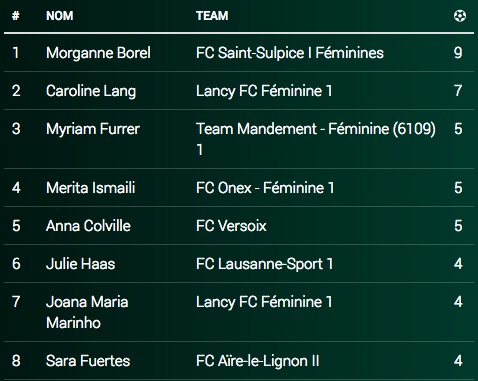 # NOM TEAM
1 Morganne Borel FC Saint-Sulpice I Féminines 9
2 Caroline Lang Lancy FC Féminine 1 7
3 Myriam Furrer Team Mandement - Féminine (6109) 5
1
4 Merita Ismaili FC Onex - Féminine 1 5
5 Anna Colville FC Versoix 5
6 Julie Haas FC Lausanne-Sport 1 4
7 Joana Maria Lancy FC Féminine 1 4
Marinho
8 Sara Fuertes FC Aïre-le-Lignon II 4